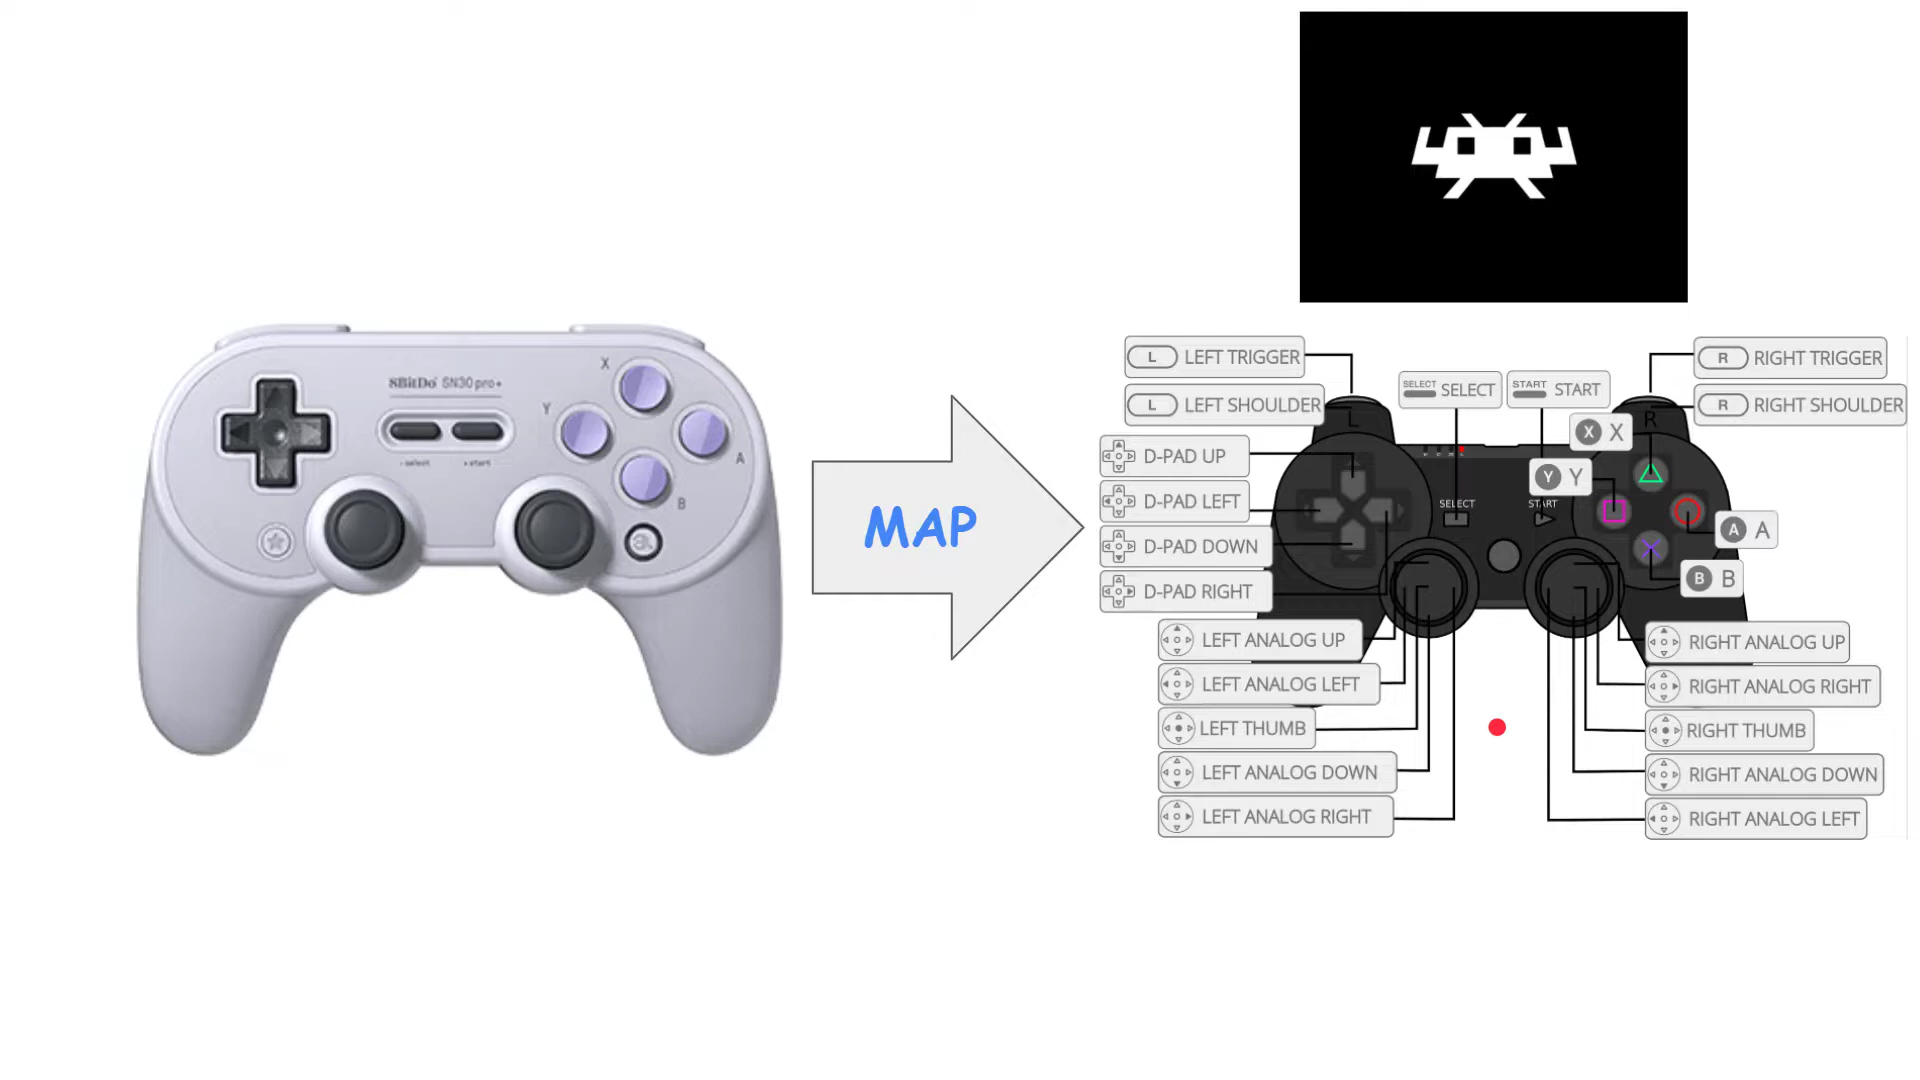 X
8BitDo SN30 pro+
Y
A
- select
+ start
B
MAP
L LEFT TRIGGER
L LEFT SHOULDER
D-PAD UP
D-PAD LEFT
D-PAD DOWN
D-PAD RIGHT
LEFT ANALOG UP
LEFT ANALOG LEFT
LEFT THUMB
LEFT ANALOG DOWN
LEFT ANALOG RIGHT
SELECT SELECT
START START
L
R
SELECT
START
R RIGHT TRIGGER
R RIGHT SHOULDER
X X
Y Y
A A
B B
RIGHT ANALOG UP
RIGHT ANALOG RIGHT
RIGHT THUMB
RIGHT ANALOG DOWN
RIGHT ANALOG LEFT